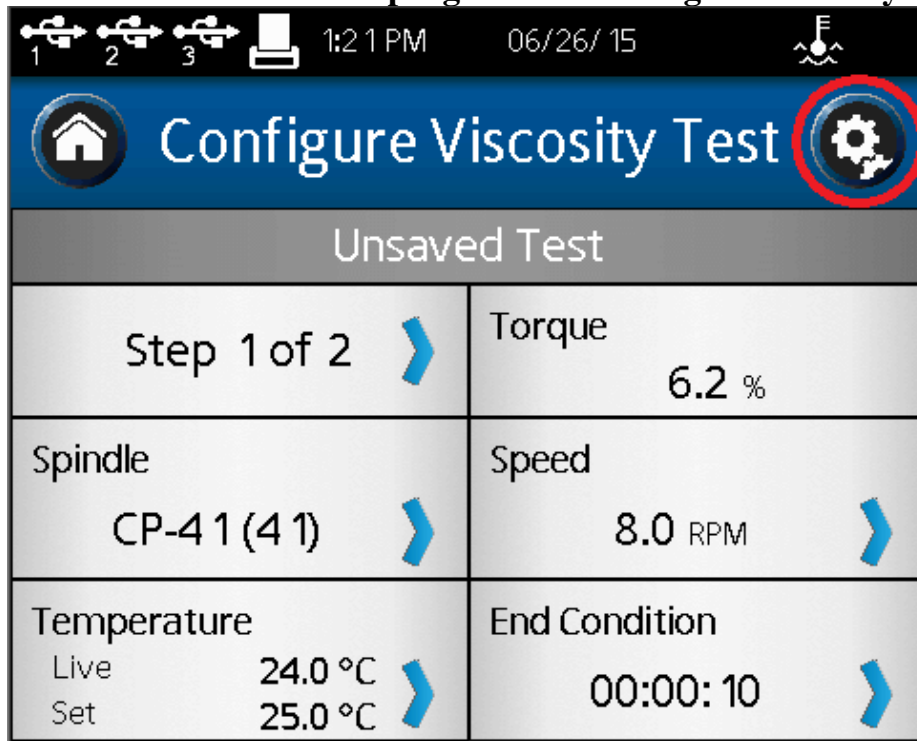 1 2 3 1:21 PM 06/26/15
Configure Viscosity Test
Unsaved Test
Step 1 of 2
Torque
6.2 %
Spindle
CP-41(41)
Speed
8.0 RPM
Temperature
Live 24.0 °C
Set 25.0 °C
End Condition
00:00:10